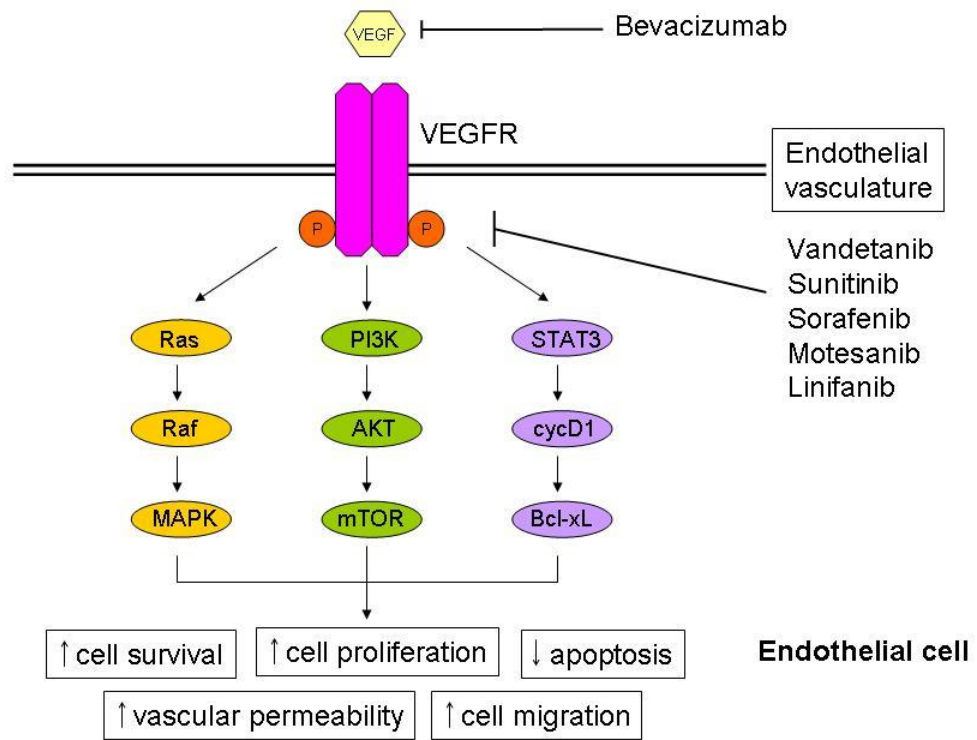 VEGF
Bevacizumab
VEGFR
Endothelial
vasculature
P
P
Vandetanib
Sunitinib
Sorafenib
Motesanib
Linifanib
Ras
PI3K
STAT3
Raf
AKT
cycD1
MAPK
mTOR
Bcl-xL
↑ cell survival
↑ cell proliferation
↓ apoptosis
Endothelial cell
↑ vascular permeability
↑ cell migration